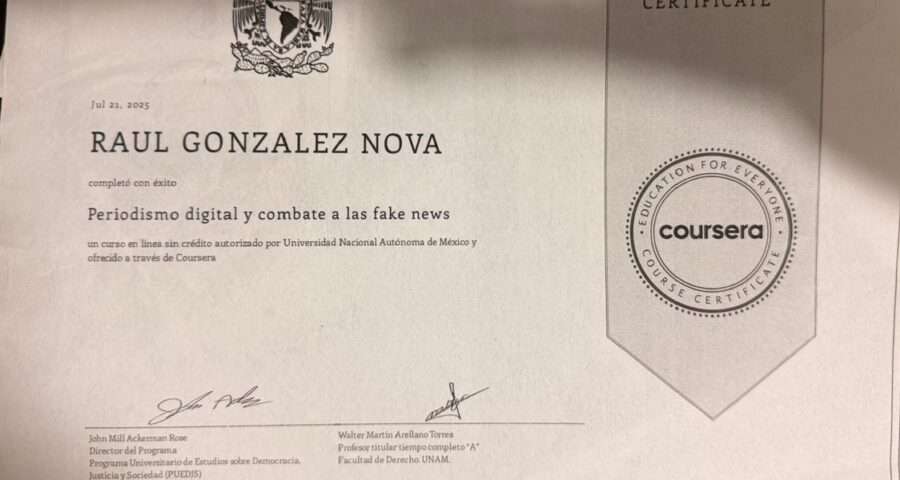 CERTIFICATE
Jul 21, 2025
RAUL GONZALEZ NOVA
completó con éxito
Periodismo digital y combate a las fake news
un curso en línea sin crédito autorizado por Universidad Nacional Autónoma de México y
ofrecido a través de Coursera
EDUCATION FOR EVERYONE
coursera
COURSE CERTIFICATE
John Mill Ackerman Rose
Director del Programa
Programa Universitario de Estudios sobre Democracia,
Justicia y Sociedad (PUEDJS)
Walter Martín Arellano Torres
Profesor titular tiempo completo "A"
Facultad de Derecho. UNAM.